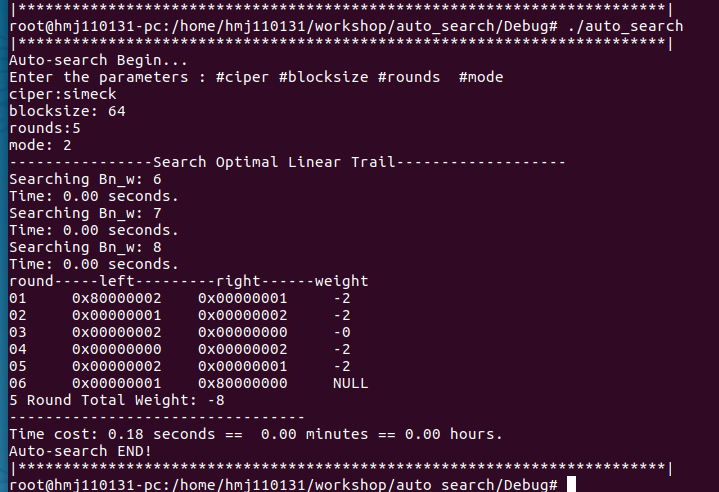 |************************************************************************|
root@hmj110131-pc:/home/hmj110131/workshop/auto_search/Debug# ./auto_search
|************************************************************************|
Auto-search Begin...
Enter the parameters : #ciper #blocksize #rounds  #mode
ciper:simeck
blocksize: 64
rounds:5
mode: 2
----------------Search Optimal Linear Trail-------------------
Searching Bn_w: 6
Time: 0.00 seconds.
Searching Bn_w: 7
Time: 0.00 seconds.
Searching Bn_w: 8
Time: 0.00 seconds.
round-----left---------right------weight
01     0x80000002    0x00000001     -2
02     0x00000001    0x00000002     -2
03     0x00000002    0x00000000     -0
04     0x00000000    0x00000002     -2
05     0x00000002    0x00000001     -2
06     0x00000001    0x80000000     NULL
5 Round Total Weight: -8
---------------------------------
Time cost: 0.18 seconds ==  0.00 minutes == 0.00 hours.
Auto-search END!
|************************************************************************|
root@hmj110131-pc:/home/hmj110131/workshop/auto_search/Debug#